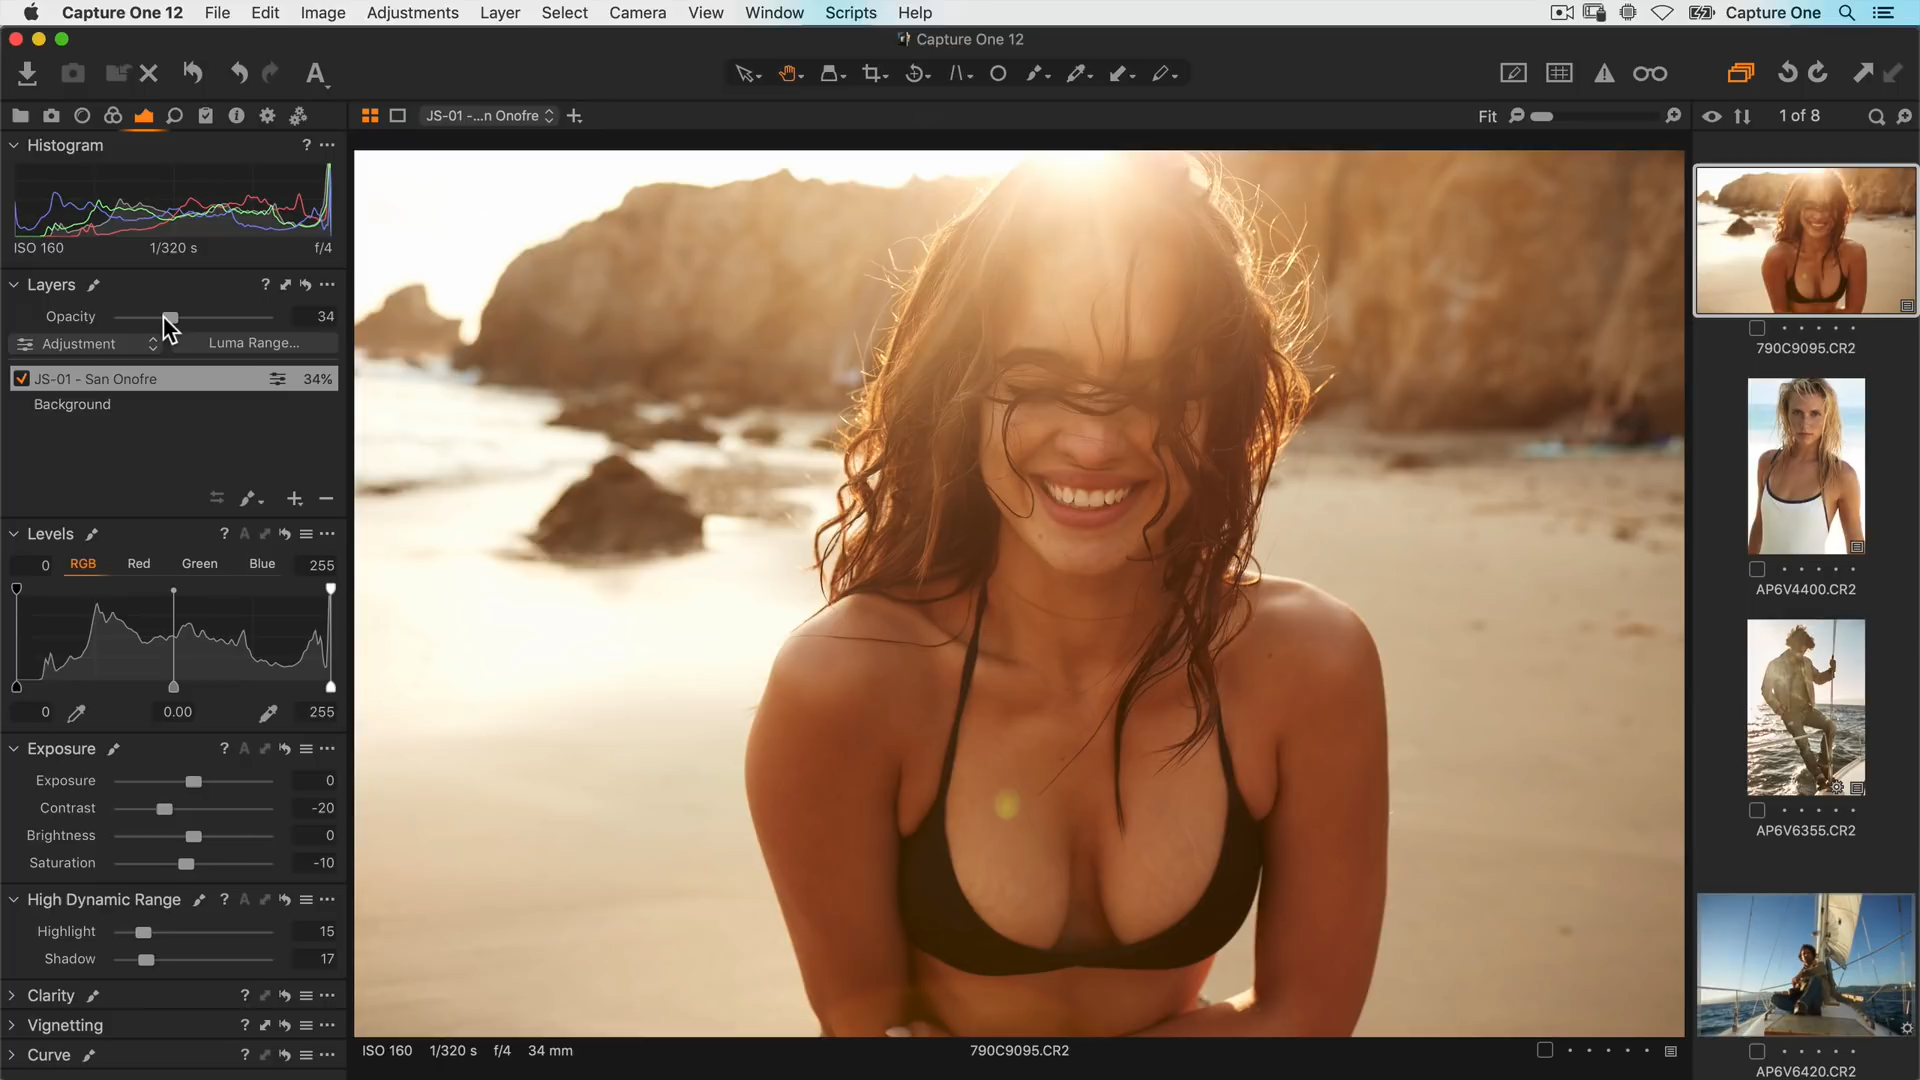 Capture One 12 File Edit Image Adjustments Layer Select Camera View Window Scripts Help Capture One
Capture One 12
A
JS-01 -...n Onofre
Fit
1 of 8
Histogram ?
ISO 160 1/320 s f/4
Layers ?
Opacity 34
Adjustment Luma Range...
JS-01 - San Onofre 34%
Background
Levels ? A
0 RGB Red Green Blue 255
0 0.00 255
Exposure ? A
Exposure 0
Contrast -20
Brightness 0
Saturation -10
High Dynamic Range ? A
Highlight 15
Shadow 17
Clarity ?
Vignetting ?
Curve ?
ISO 160 1/320 s f/4 34 mm 790C9095.CR2
790C9095.CR2
AP6V4400.CR2
AP6V6355.CR2
AP6V6420.CR2